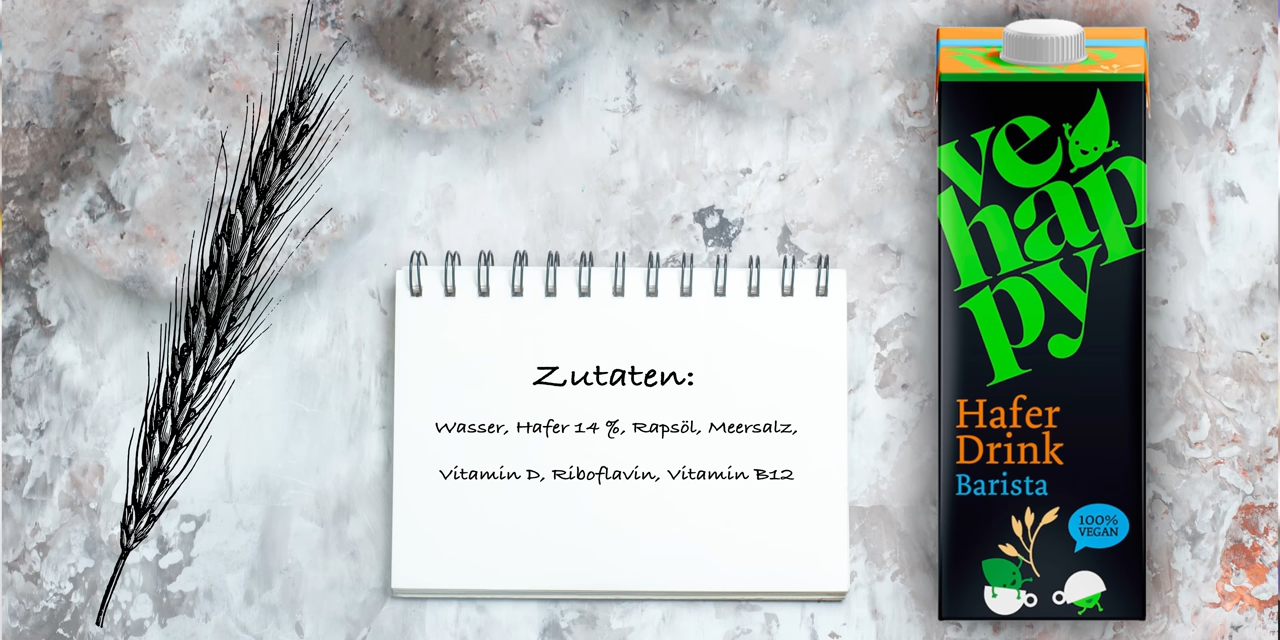 Zutaten:
Wasser, Hafer 14 %, Rapsöl, Meersalz,
Vitamin D, Riboflavin, Vitamin B12
ve
hap
py
Hafer
Drink
Barista
100%
VEGAN